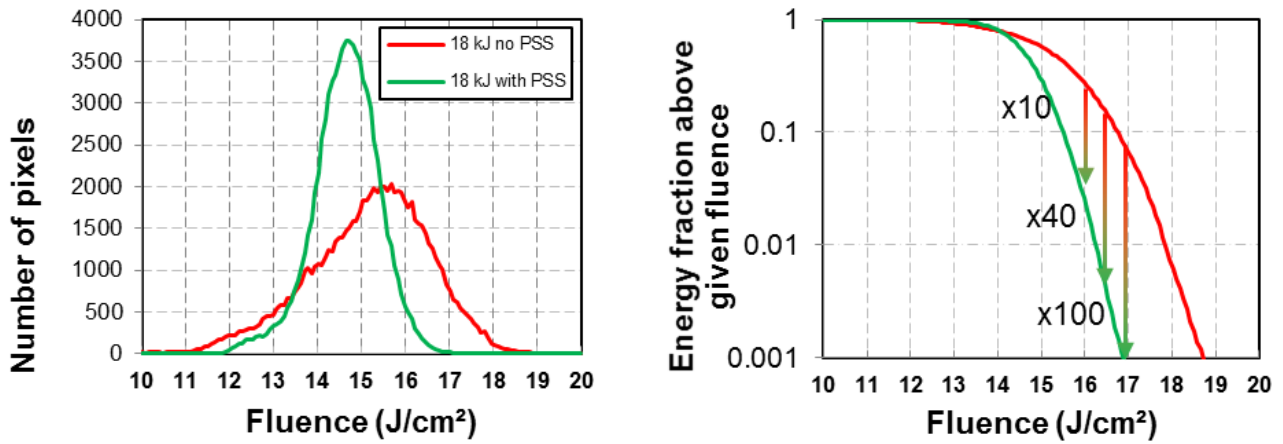 Number of pixels
4000
3500
3000
2500
2000
1500
1000
500
0
18 kJ no PSS
18 kJ with PSS
10 11 12 13 14 15 16 17 18 19 20
Fluence (J/cm²)
Energy fraction above
given fluence
1
0.1
0.01
0.001
x10
x40
x100
10 11 12 13 14 15 16 17 18 19 20
Fluence (J/cm²)